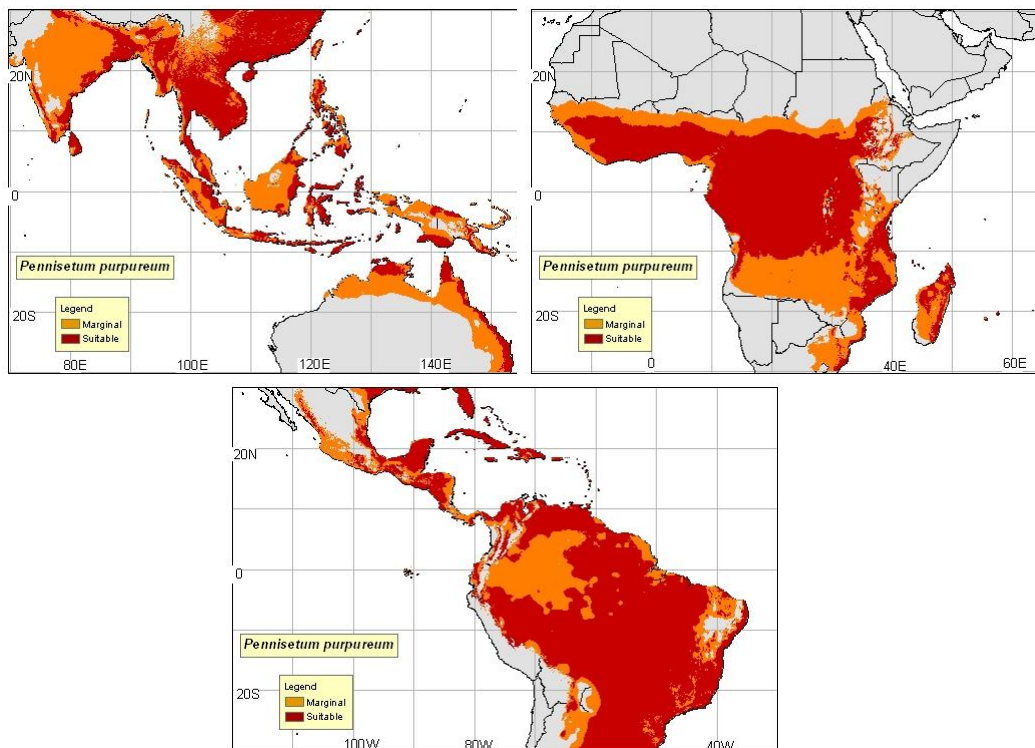 20N
0
Pennisetum purpureum
Legend
Marginal
Suitable
20S
80E
100E
120E
140E
20N
0
Pennisetum purpureum
Legend
Marginal
Suitable
20S
0
40E
60E
20N
0
Pennisetum purpureum
Legend
Marginal
Suitable
20S
100W
80W
40W